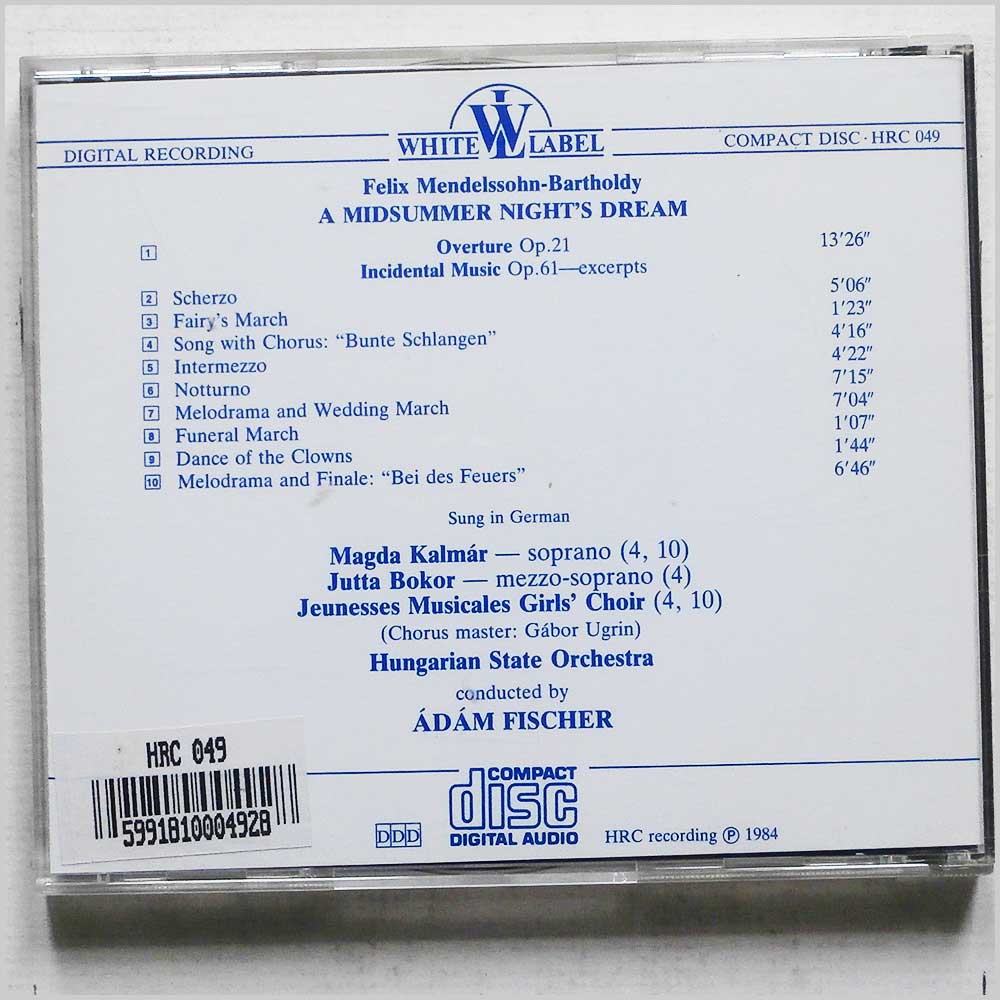 WL
WHITE LABEL
DIGITAL RECORDING
COMPACT DISC · HRC 049
Felix Mendelssohn-Bartholdy
A MIDSUMMER NIGHT'S DREAM
1 Overture Op.21 13′26″
Incidental Music Op.61—excerpts
2 Scherzo 5′06″
3 Fairy's March 1′23″
4 Song with Chorus: “Bunte Schlangen” 4′16″
5 Intermezzo 4′22″
6 Notturno 7′15″
7 Melodrama and Wedding March 7′04″
8 Funeral March 1′07″
9 Dance of the Clowns 1′44″
10 Melodrama and Finale: “Bei des Feuers” 6′46″
Sung in German
Magda Kalmár — soprano (4, 10)
Jutta Bokor — mezzo-soprano (4)
Jeunesses Musicales Girls' Choir (4, 10)
(Chorus master: Gábor Ugrin)
Hungarian State Orchestra
conducted by
ÁDÁM FISCHER
HRC 049
5991810004928
DDD
COMPACT
disc
DIGITAL AUDIO
HRC recording ℗ 1984